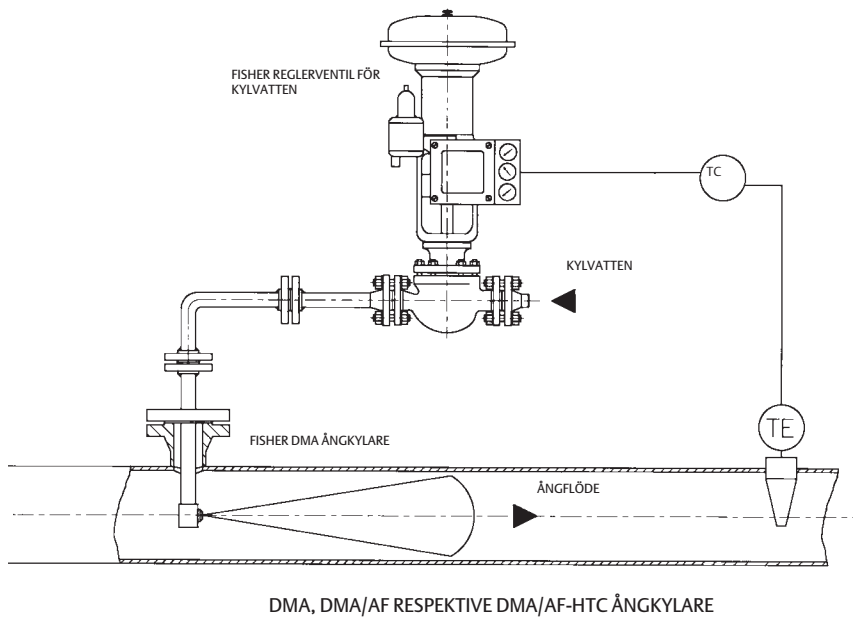 FISHER REGLERVENTIL FÖR
KYLVATTEN
TC
KYLVATTEN
TE
FISHER DMA ÅNGKYLARE
ÅNGFLÖDE
DMA, DMA/AF RESPEKTIVE DMA/AF-HTC ÅNGKYLARE